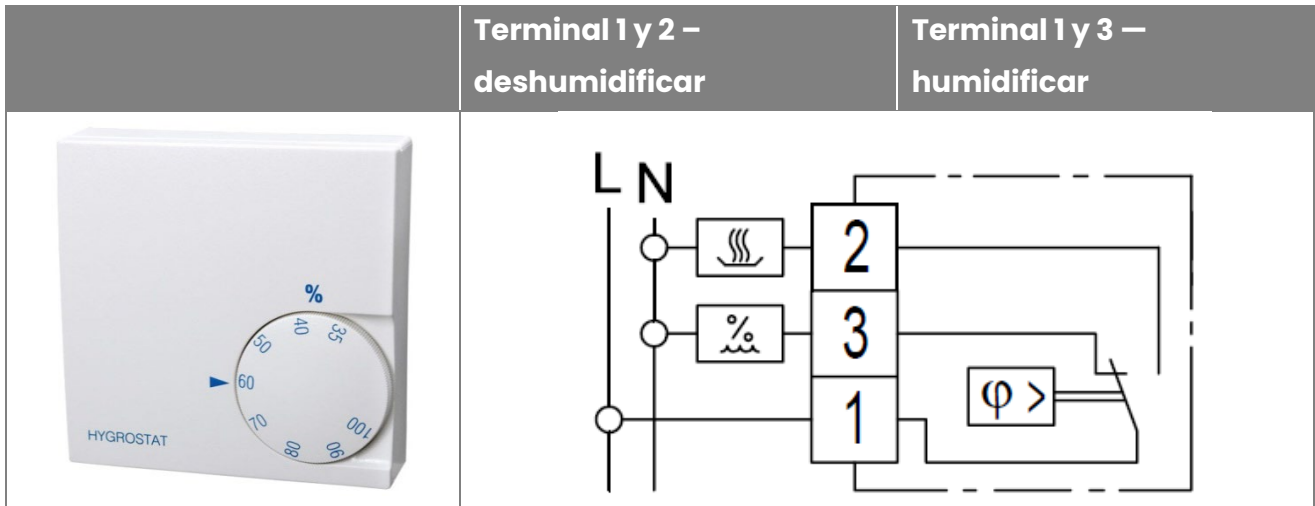 Terminal 1 y 2 –
deshumidificar
Terminal 1 y 3 —
humidificar
%
35
40
50
60
70
80
90
100
HYGROSTAT
L N
2
%
3
φ >
1